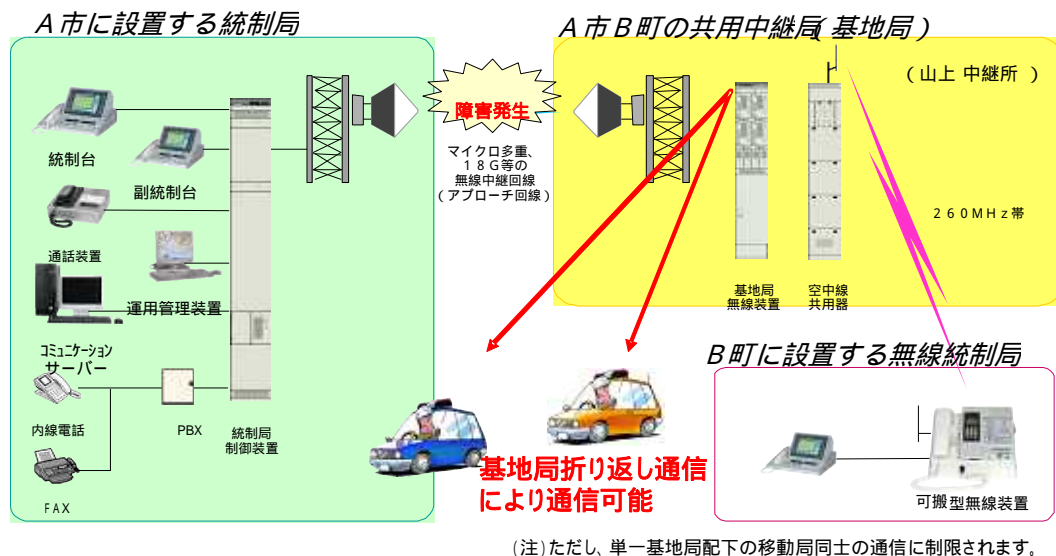 A市に設置する統制局
A市B町の共用中継局(基地局)
(山上中継所)
障害発生
マイクロ多重、
18G等の
無線中継回線
(アプローチ回線)
統制台
副統制台
通話装置
運用管理装置
コミュニケーション
サーバー
内線電話
PBX
統制局
制御装置
FAX
260MHz帯
基地局
無線装置
空中線
共用器
B町に設置する無線統制局
可搬型無線装置
基地局折り返し通信
により通信可能
(注)ただし、単一基地局配下の移動局同士の通信に制限されます。